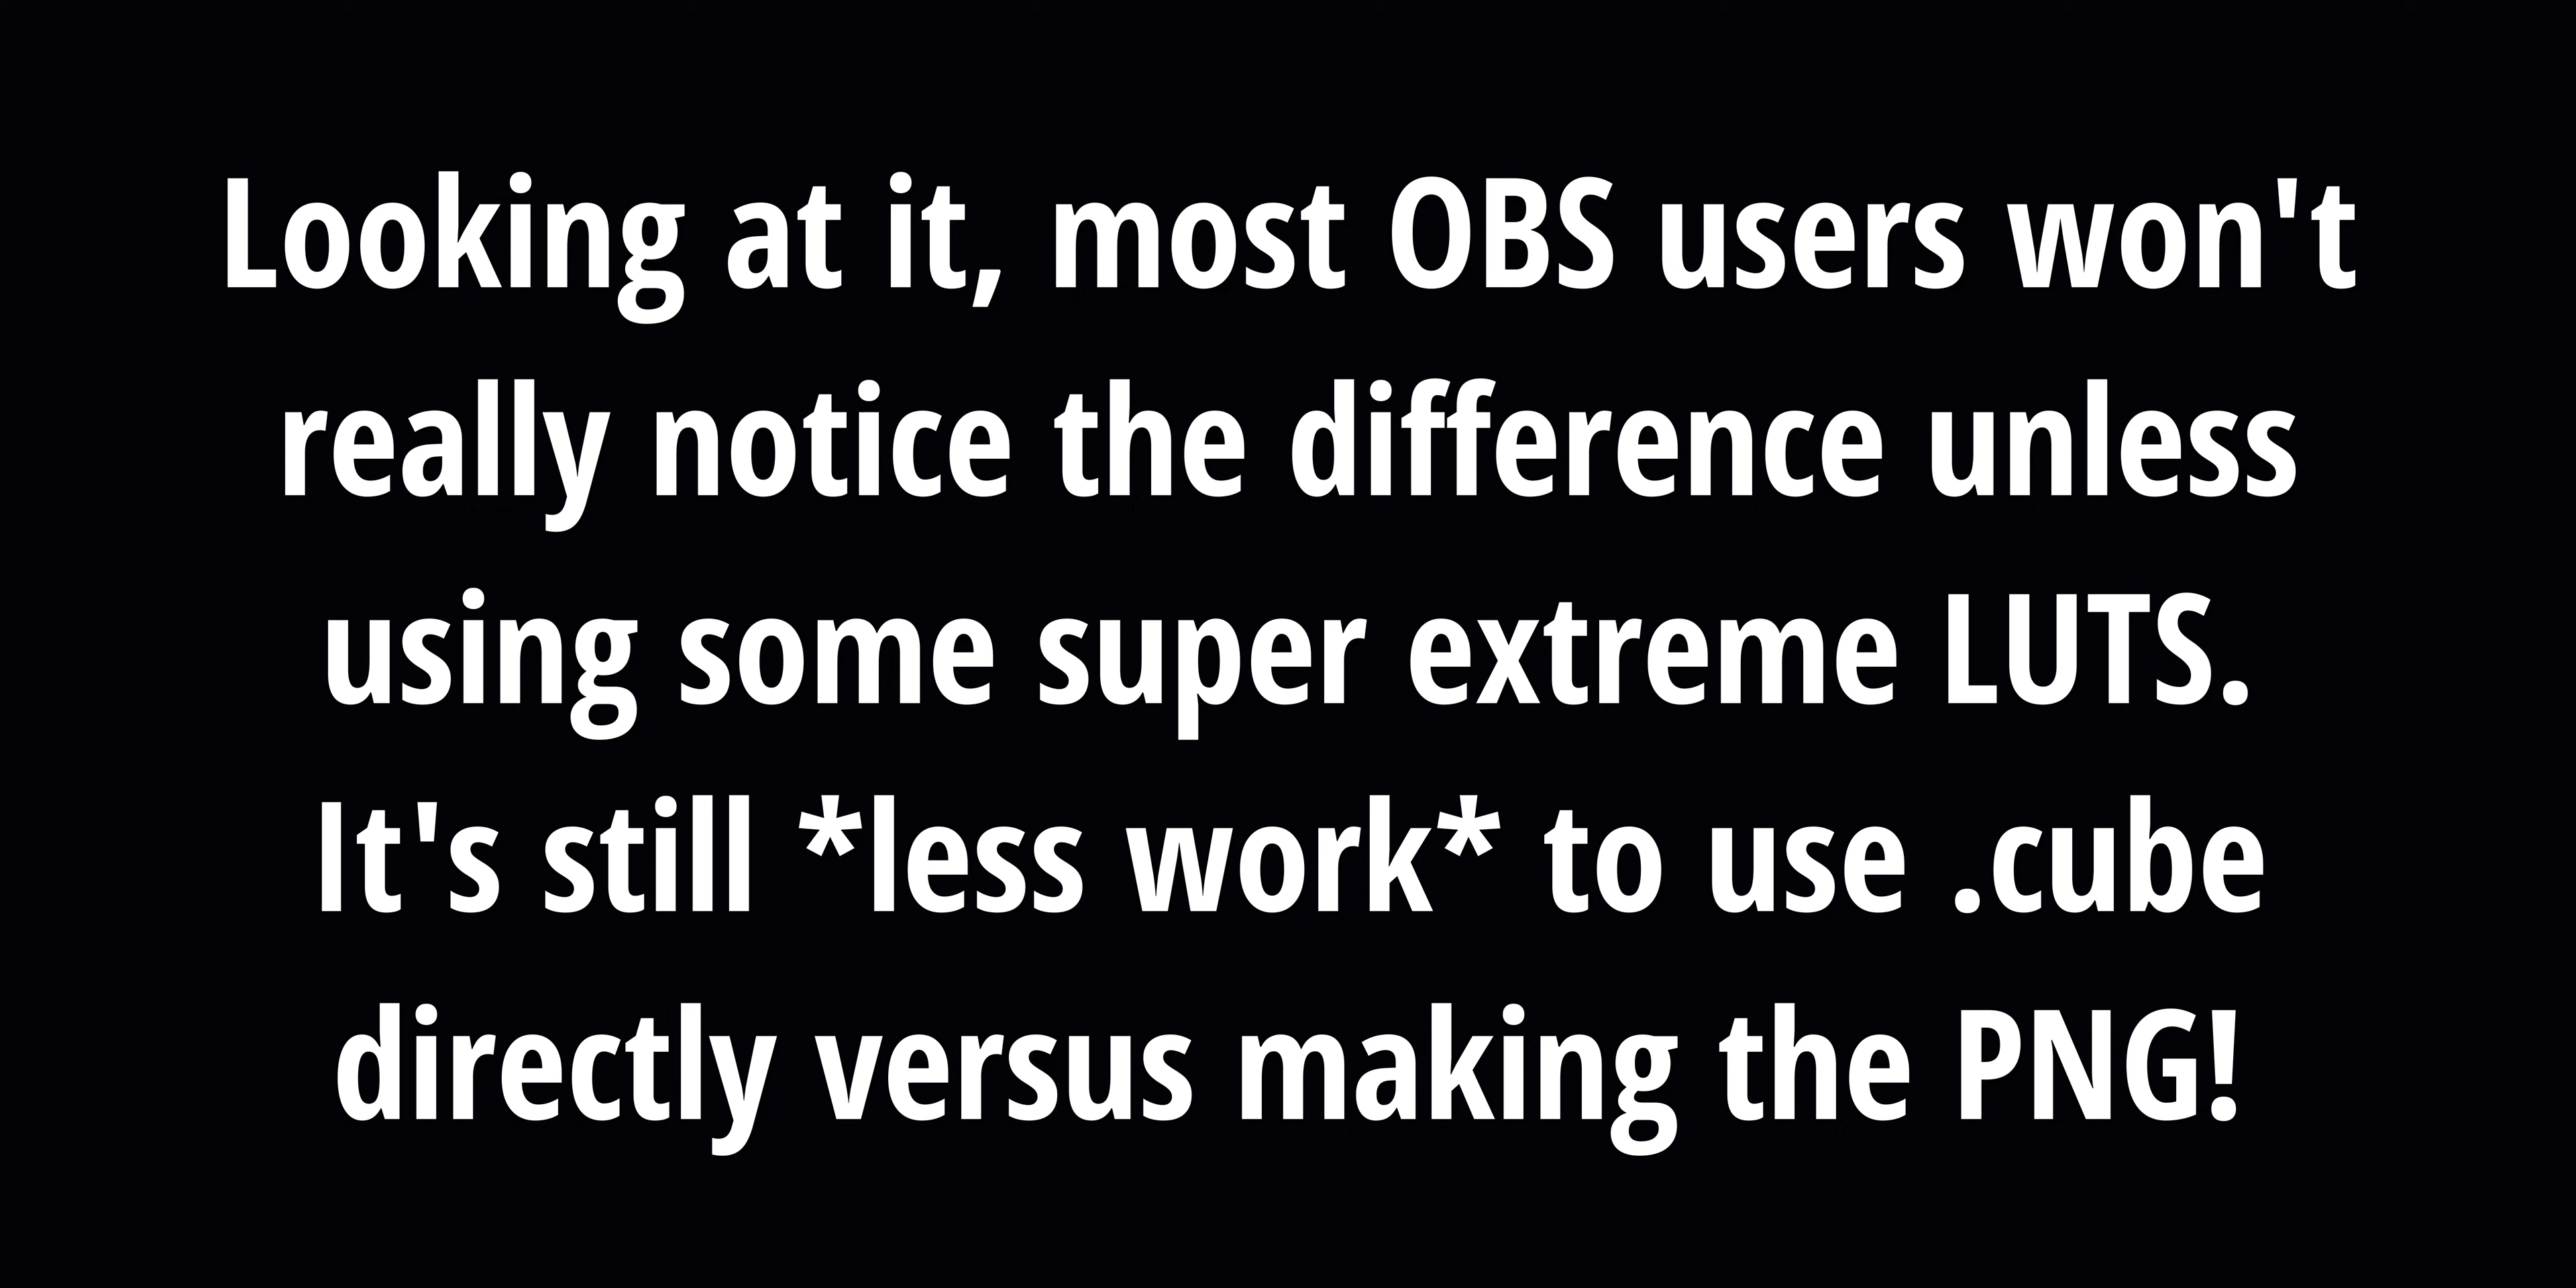 Looking at it, most OBS users won't
really notice the difference unless
using some super extreme LUTS.
It's still *less work* to use .cube
directly versus making the PNG!